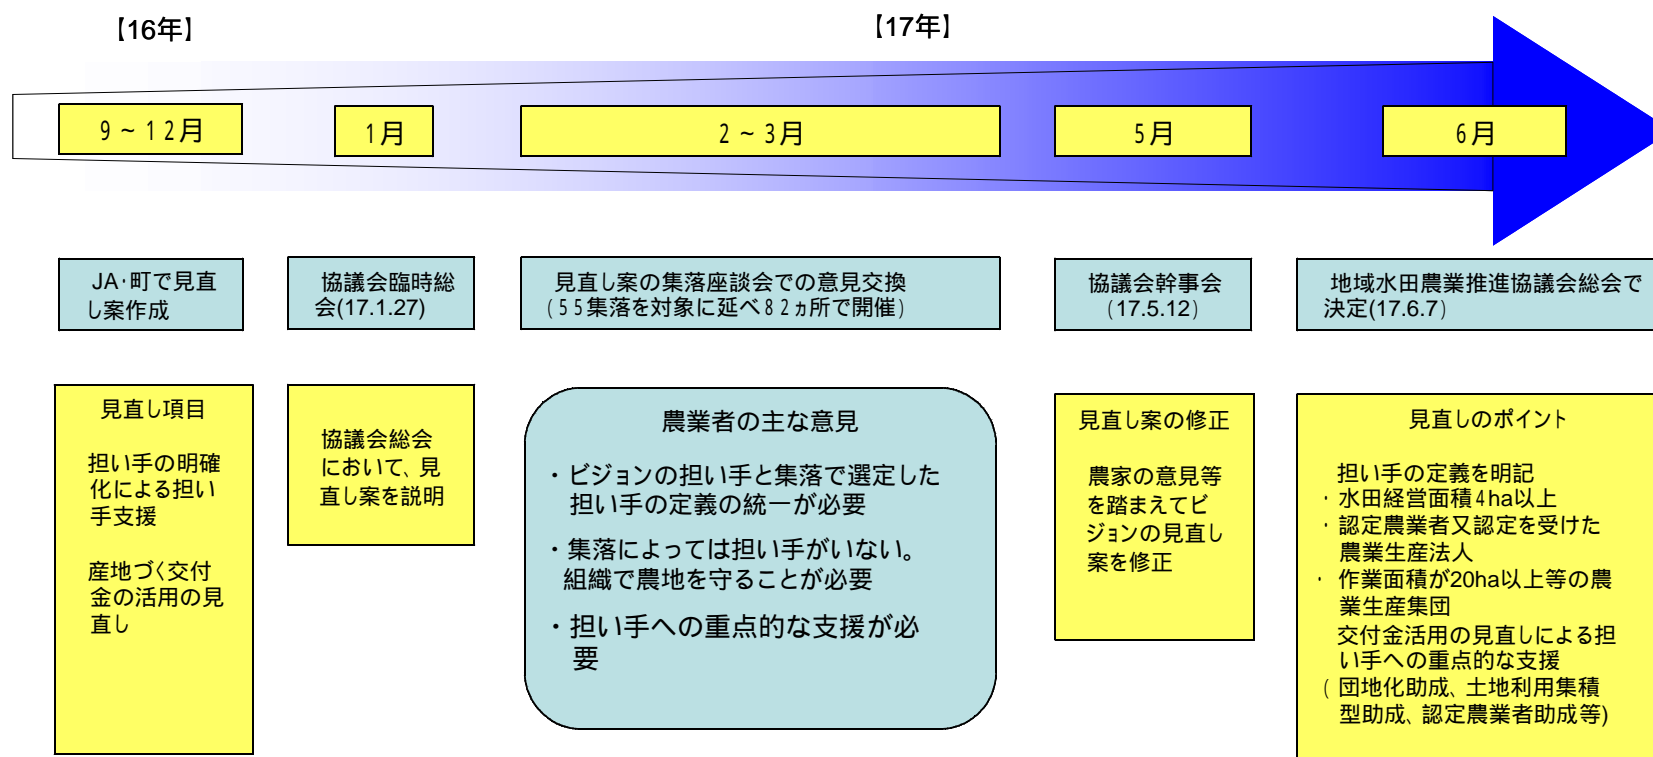 【16年】
【17年】
9～12月
1月
2～3月
5月
6月
JA・町で見直
し案作成
協議会臨時総
会(17.1.27)
見直し案の集落座談会での意見交換
(55集落を対象に延べ82ヵ所で開催)
協議会幹事会
(17.5.12)
地域水田農業推進協議会総会で
決定(17.6.7)
見直し項目
担い手の明確
化による担い
手支援
産地づく交付
金の活用の見
直し
協議会総会
において、見
直し案を説明
農業者の主な意見
・ビジョンの担い手と集落で選定した
担い手の定義の統一が必要
・集落によっては担い手がいない。
組織で農地を守ることが必要
・担い手への重点的な支援が必
要
見直し案の修正
農家の意見等
を踏まえてビ
ジョンの見直し
案を修正
見直しのポイント
担い手の定義を明記
・水田経営面積4ha以上
・認定農業者又認定を受けた
農業生産法人
・作業面積が20ha以上等の農
業生産集団
交付金活用の見直しによる担
い手への重点的な支援
(団地化助成、土地利用集積
型助成、認定農業者助成等)